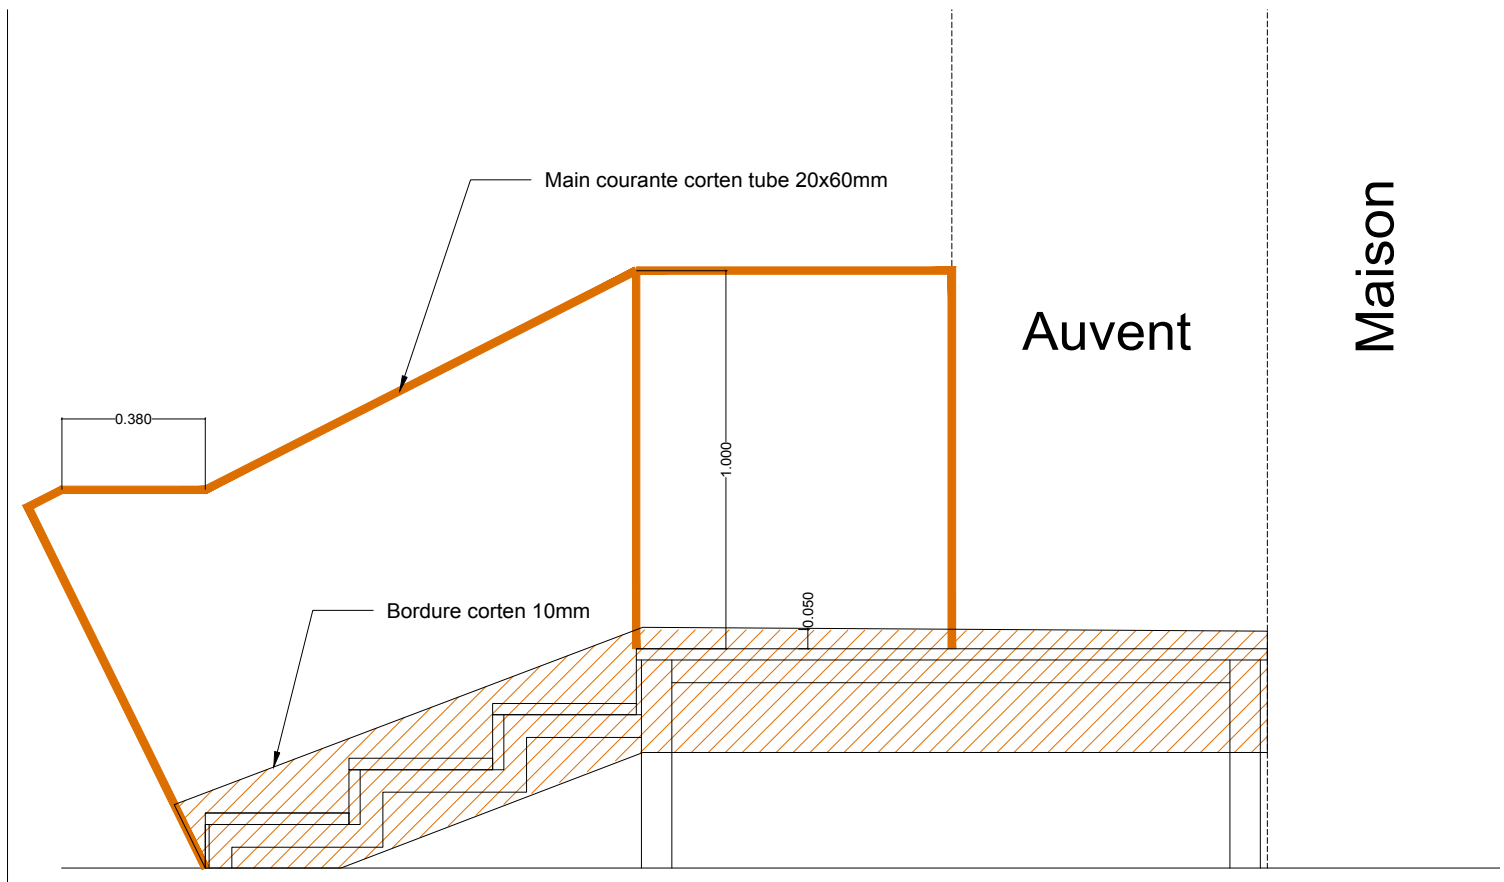 Main courante corten tube 20x60mm
Maison
Auvent
0.380
1.000
0.050
Bordure corten 10mm